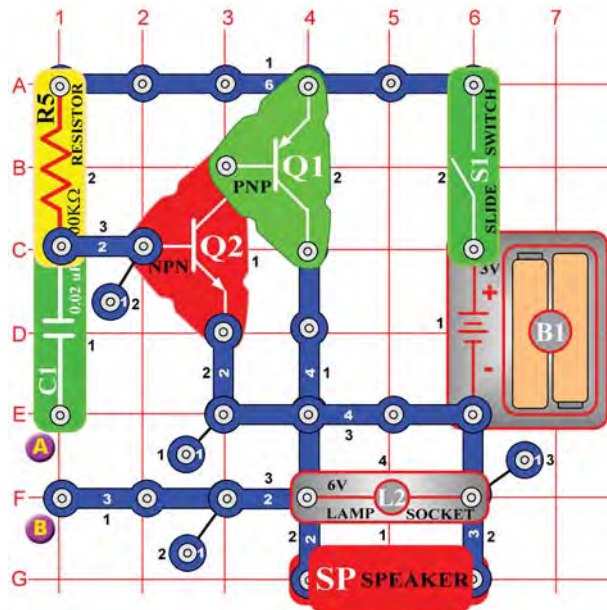 1 2 3 4 5 6 7
A
B
C
D
E
F
G
1
6
R5
RESISTOR
00KΩ
2
Q1
PNP
2
S1
SLIDE SWITCH
2
3
2
Q2
NPN
1
1 2
0.02 u
C1
1
3V
+
-
B1
1
2 2
4 1
4
3
1 1
A
B
3
1
3
2
2 1
6V
L2
LAMP SOCKET
4
1 3
2 2
1
3 2
SP SPEAKER